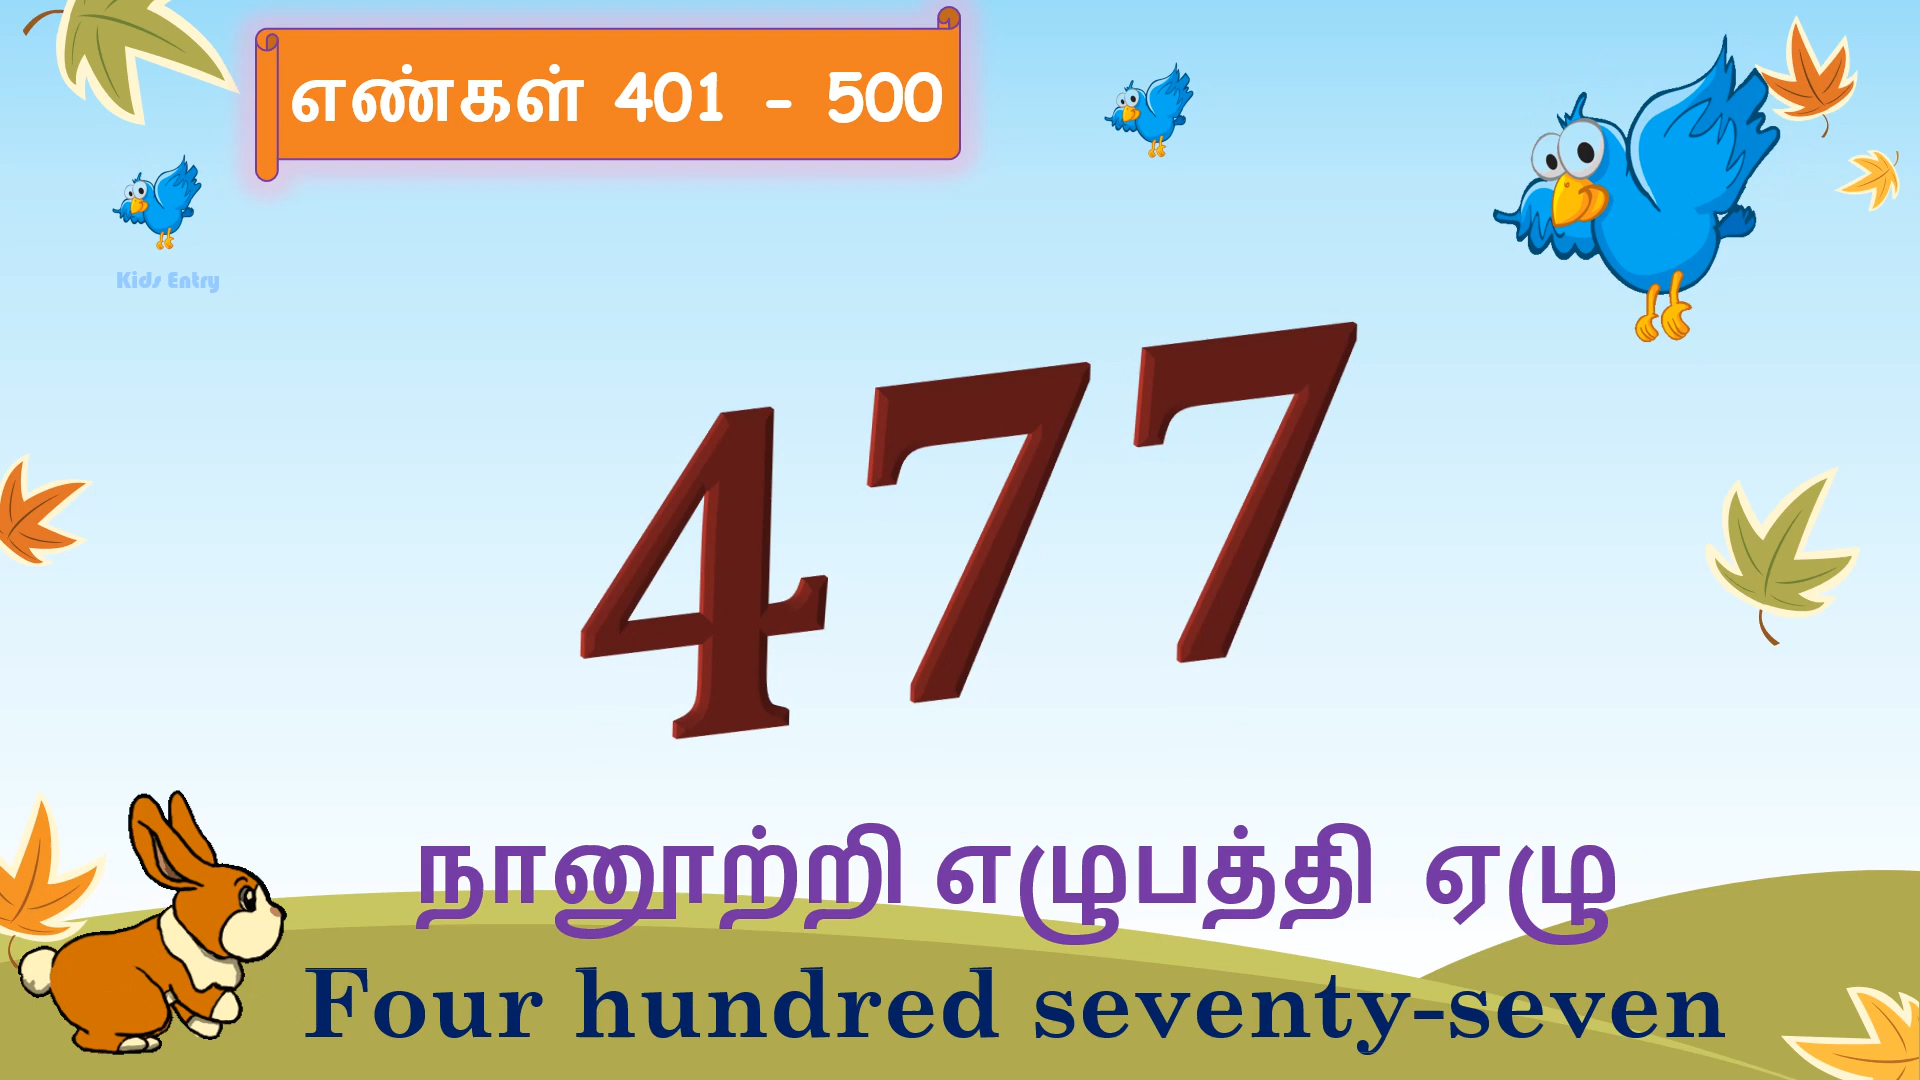 எண்கள் 401 - 500
Kids Entry
477
நானூற்றி எழுபத்தி ஏழு
Four hundred seventy-seven